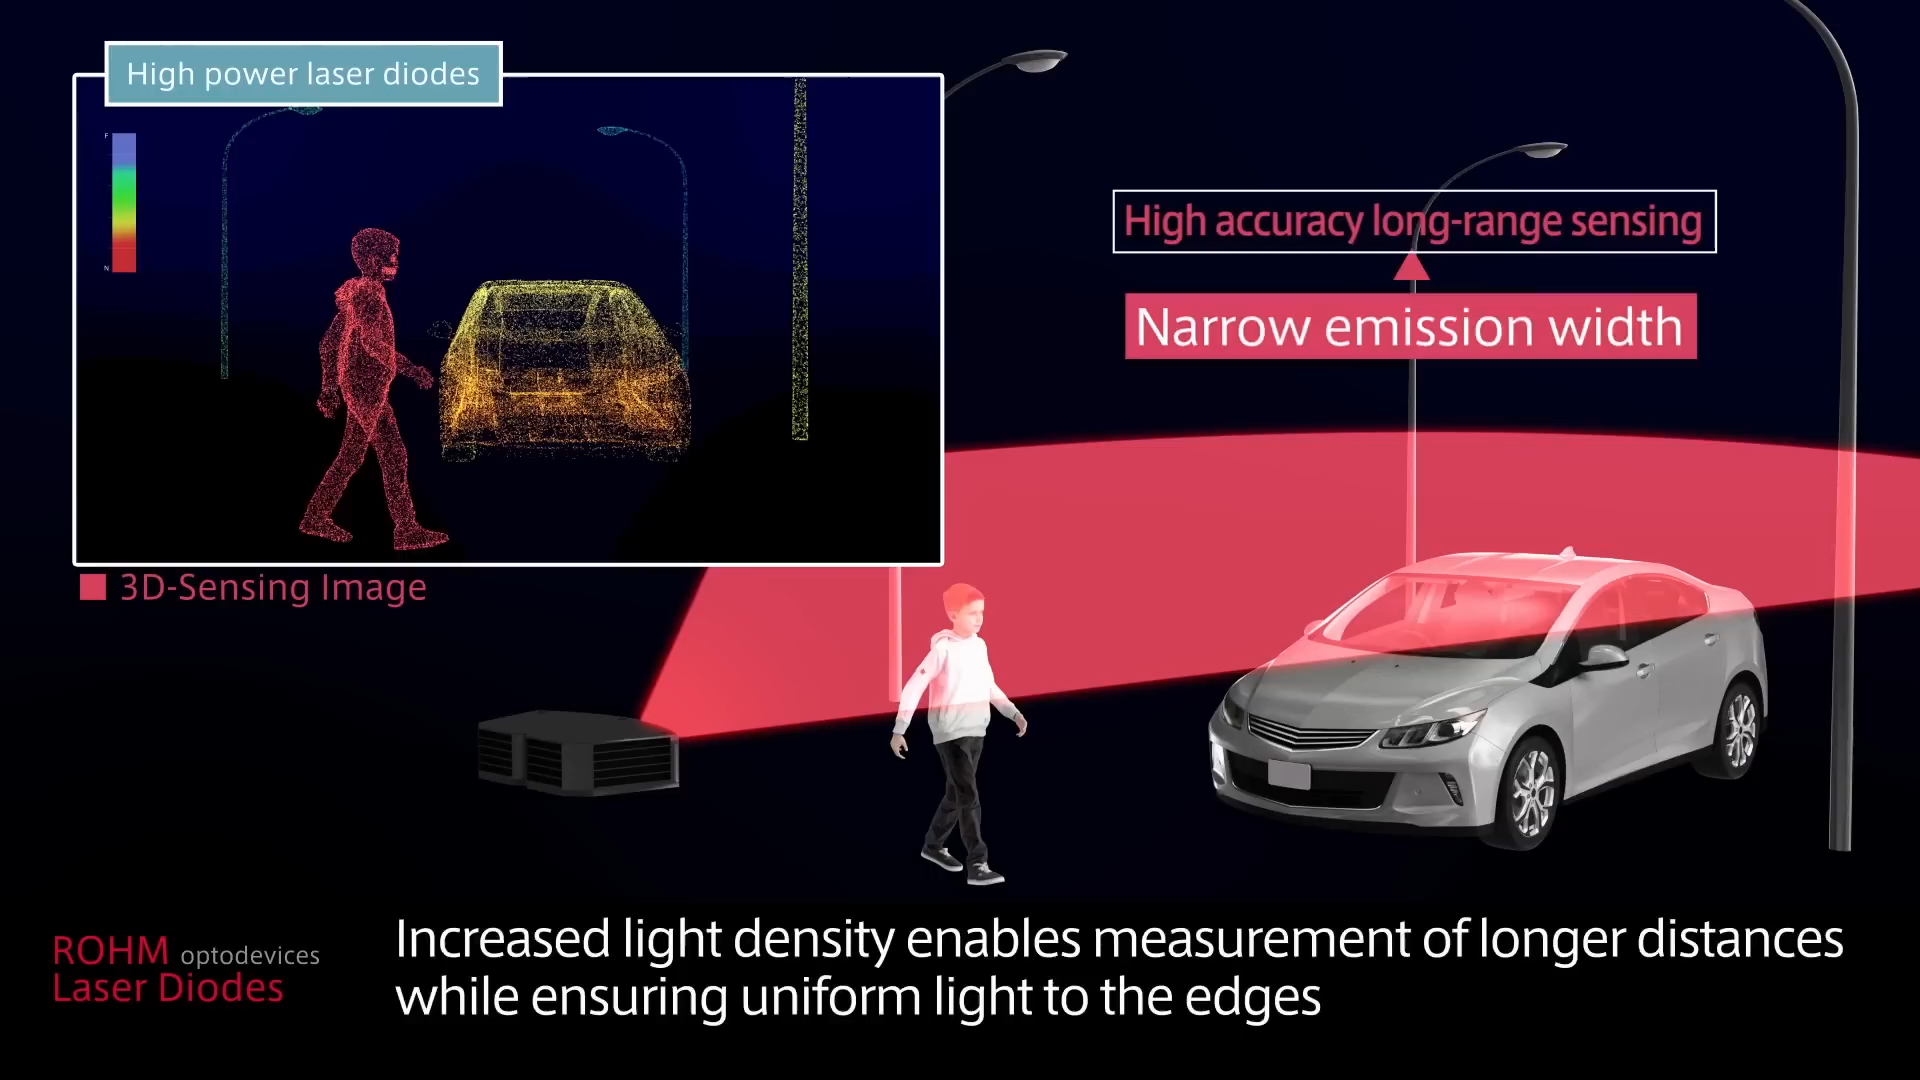 High power laser diodes
F
N
3D-Sensing Image
High accuracy long-range sensing
Narrow emission width
ROHM optodevices
Laser Diodes
Increased light density enables measurement of longer distances
while ensuring uniform light to the edges